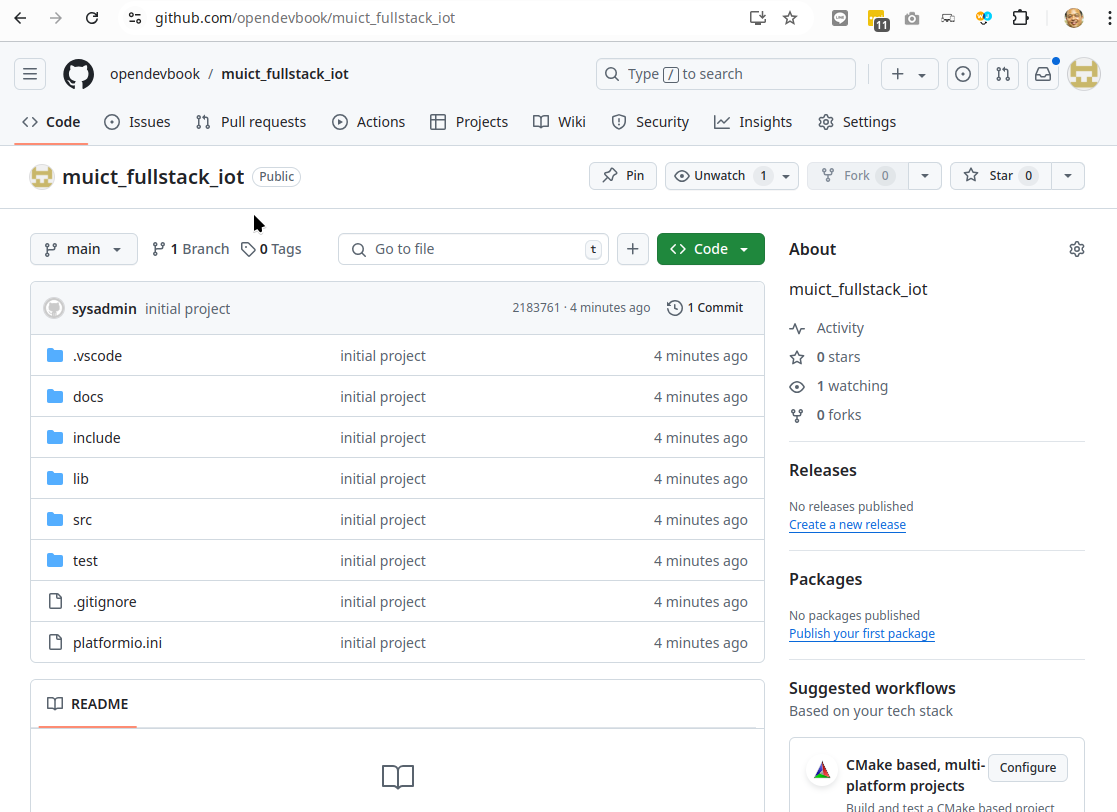 github.com/opendevbook/muict_fullstack_iot
11
opendevbook / muict_fullstack_iot
Type / to search
Code Issues Pull requests Actions Projects Wiki Security Insights Settings
muict_fullstack_iot Public
Pin Unwatch 1 Fork 0 Star 0
main 1 Branch 0 Tags Go to file t Code
sysadmin initial project 2183761 · 4 minutes ago 1 Commit
.vscode initial project 4 minutes ago
docs initial project 4 minutes ago
include initial project 4 minutes ago
lib initial project 4 minutes ago
src initial project 4 minutes ago
test initial project 4 minutes ago
.gitignore initial project 4 minutes ago
platformio.ini initial project 4 minutes ago
README
About
muict_fullstack_iot
Activity
0 stars
1 watching
0 forks
Releases
No releases published
Create a new release
Packages
No packages published
Publish your first package
Suggested workflows
Based on your tech stack
CMake based, multi-
platform projects
Configure
Build and test a CMake based project